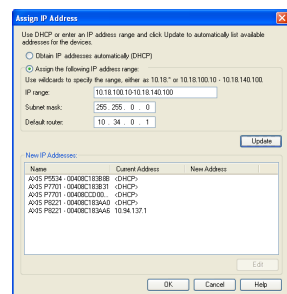 Assign IP Address
Use DHCP or enter an IP address range and click Update to automatically list available
addresses for the devices.
Obtain IP addresses automatically (DHCP)
Assign the following IP address range:
Use wildcards to specify the range, either as 10.18.* or 10.18.100.10 - 10.18.140.100.
IP range: 10.18.100.10-10.18.140.100
Subnet mask: 255 . 255 . 0 . 0
Default router: 10 . 34 . 0 . 1
Update
New IP Addresses:
Name Current Address New Address
AXIS P5534 - 00408C183B8B <DHCP>
AXIS P7701 - 00408C183B31 <DHCP>
AXIS P7701 - 00408CCD00... <DHCP>
AXIS P8221 - 00408C183AA0 <DHCP>
AXIS P8221 - 00408C183AA6 10.94.137.1
Edit
OK Cancel Help